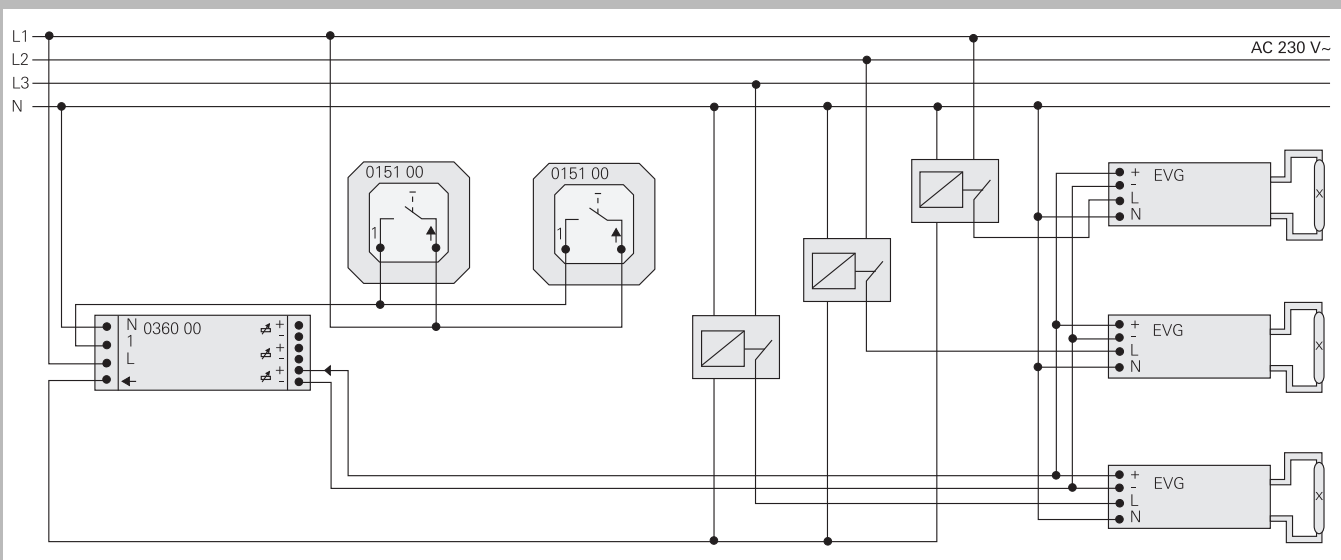 L1
AC 230 V~
L2
L3
N
0151 00
1
0151 00
1
+ EVG
-
L
N
N 0360 00
1
L
+
-
+
-
+
-
+ EVG
-
L
N
+ EVG
-
L
N
x
x
x